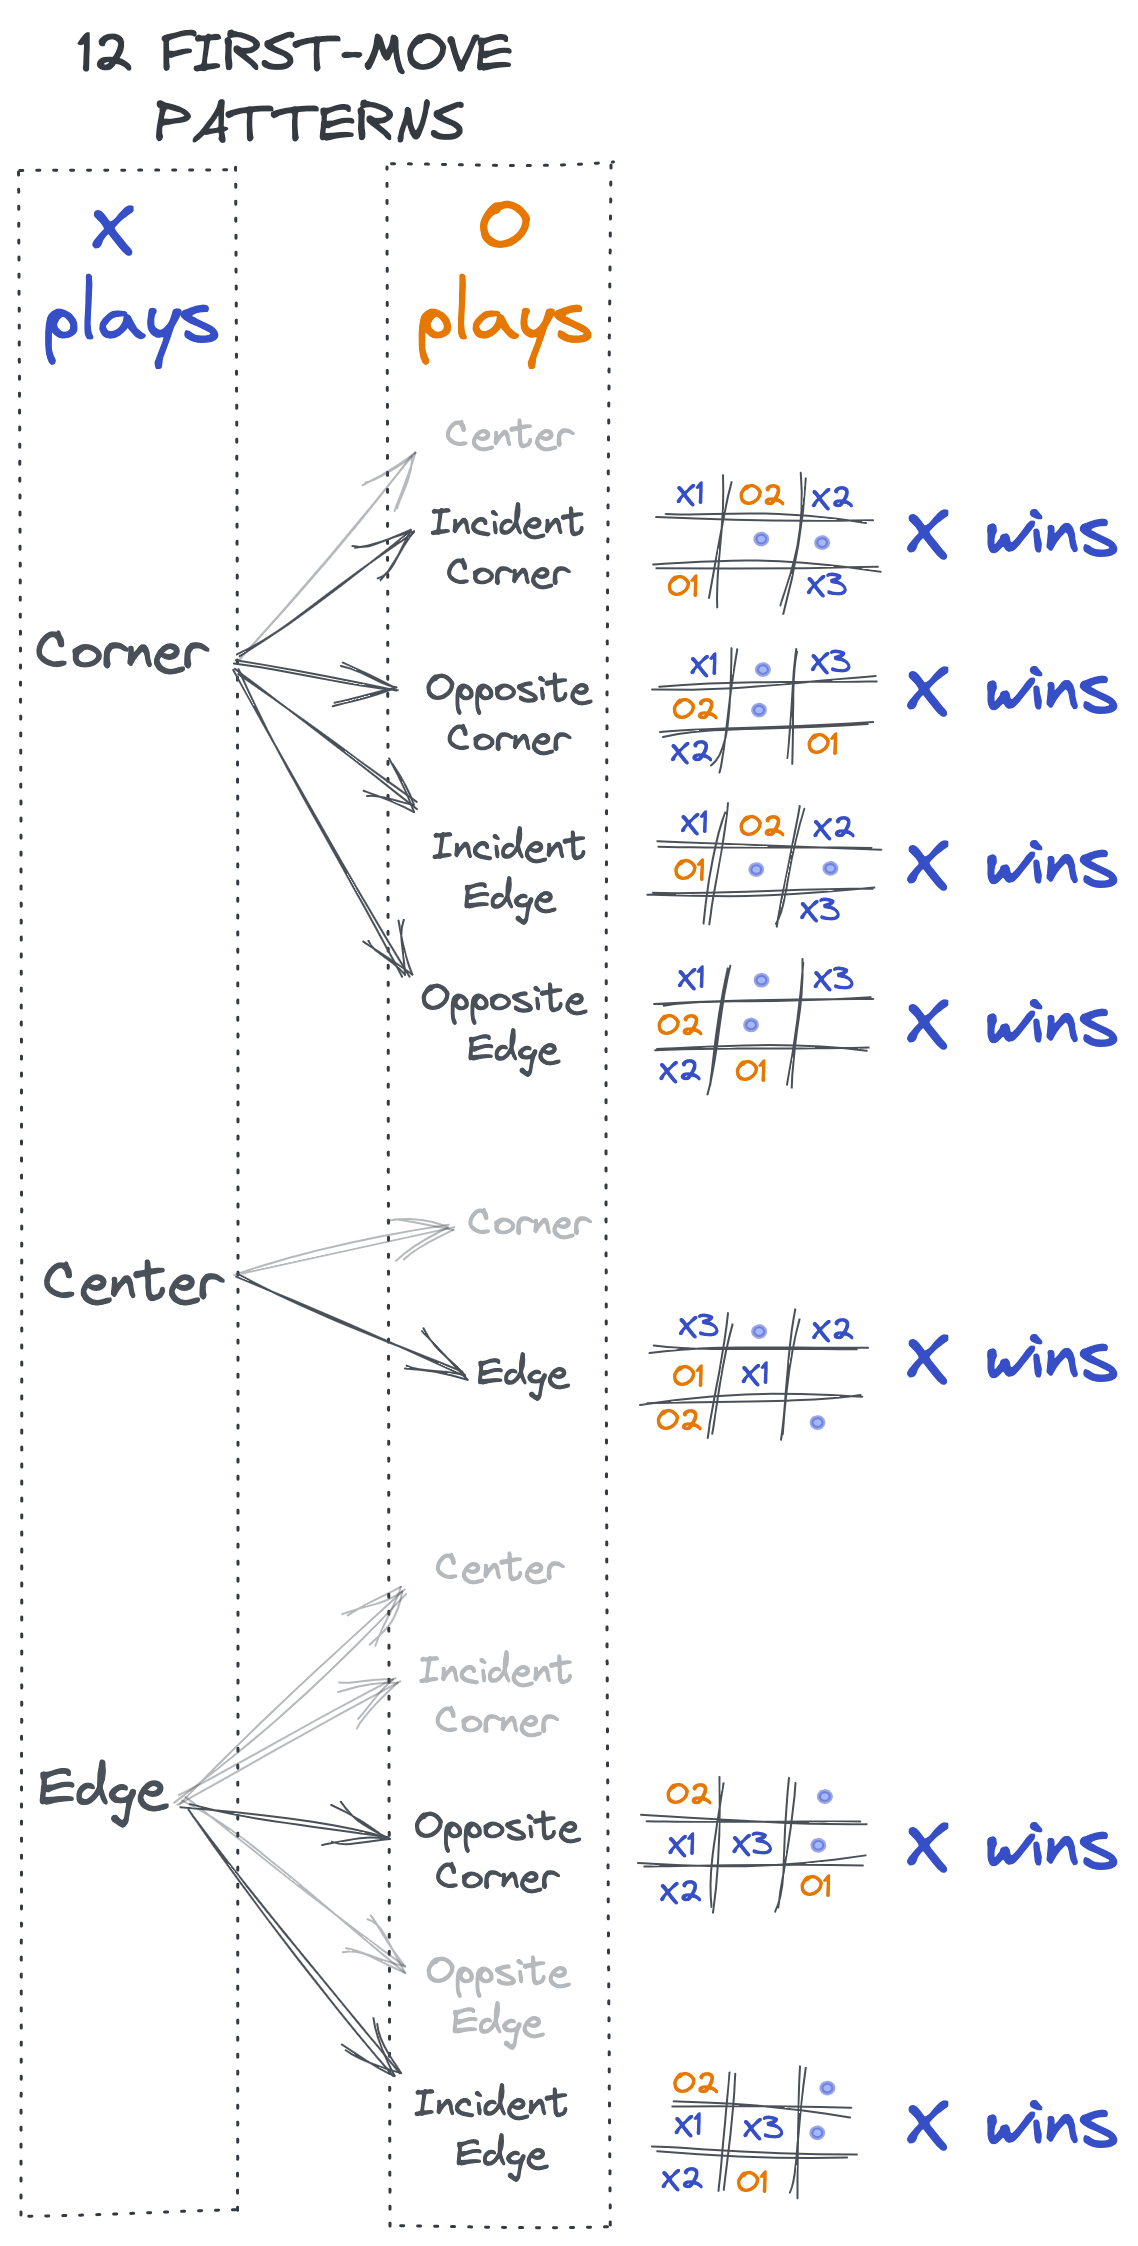 12 FIRST-MOVE
PATTERNS
X
plays
O
plays
Center
Incident
Corner
Corner
Opposite
Corner
Incident
Edge
Opposite
Edge
X1 O2 X2
O1 X3
X wins
X1 X3
O2
X2 O1
X wins
X1 O2 X2
O1
X3
X wins
X1 X3
O2
X2 O1
X wins
Center
Corner
Edge
X3 X2
O1 X1
O2
X wins
Edge
Center
Incident
Corner
Opposite
Corner
Opposite
Edge
Incident
Edge
O2
X1 X3
X2 O1
X wins
O2
X1 X3
X2 O1
X wins